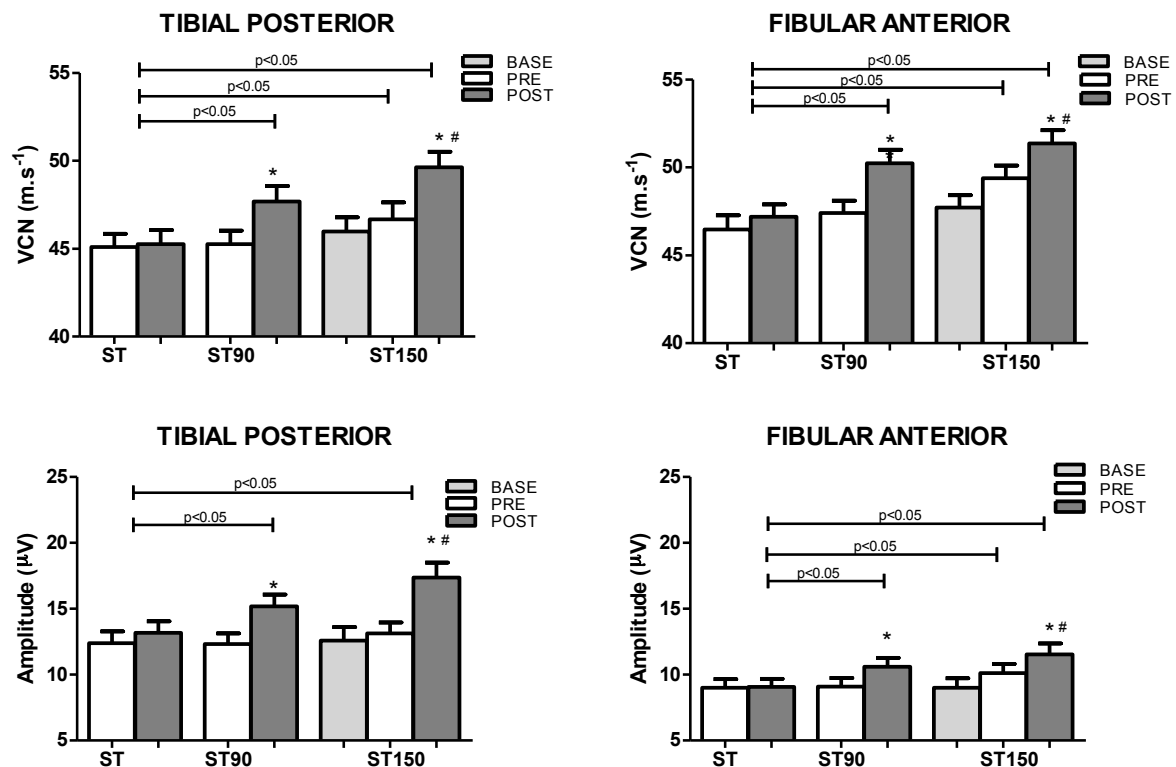 TIBIAL POSTERIOR
p<0.05
p<0.05
p<0.05
BASE
PRE
POST
* #
*
55
50
45
40
VCN (m.s⁻¹)
ST ST90 ST150
FIBULAR ANTERIOR
p<0.05
p<0.05
p<0.05
BASE
PRE
POST
* #
*
#
55
50
45
40
VCN (m.s⁻¹)
ST ST90 ST150
TIBIAL POSTERIOR
p<0.05
p<0.05
BASE
PRE
POST
* #
*
25
20
15
10
5
Amplitude (µV)
ST ST90 ST150
FIBULAR ANTERIOR
BASE
PRE
POST
p<0.05
p<0.05
p<0.05
* #
*
25
20
15
10
5
Amplitude (µV)
ST ST90 ST150